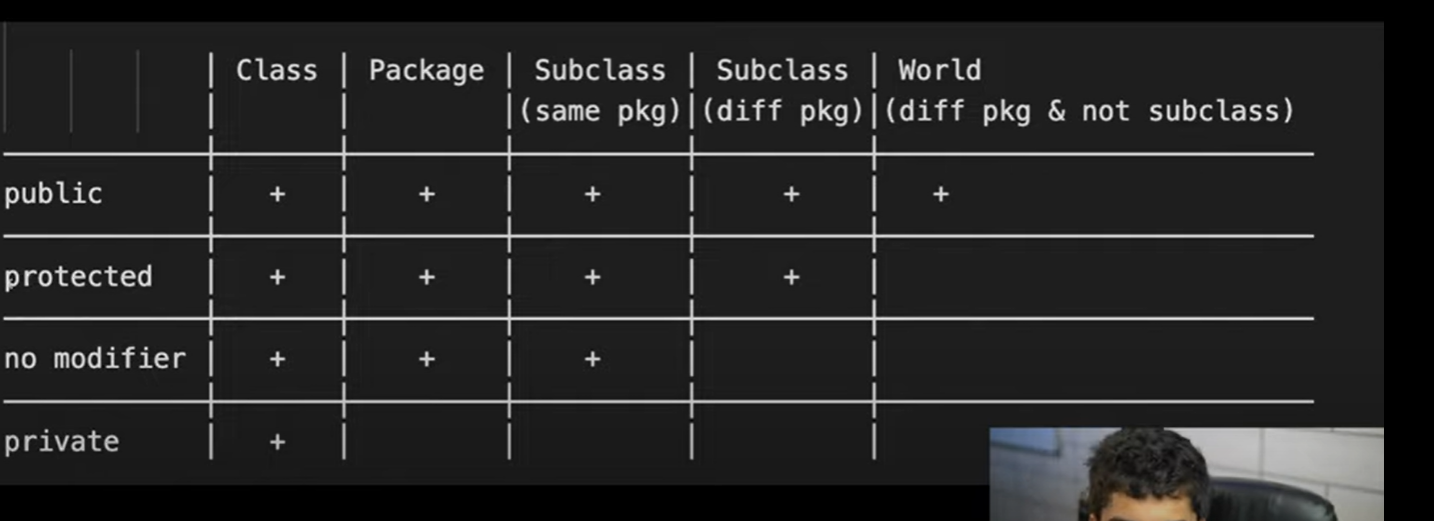 | Class | Package | Subclass | Subclass | World
| | |(same pkg)|(diff pkg)|(diff pkg & not subclass)
public | + | + | + | + | +
protected | + | + | + | + |
no modifier | + | + | + | |
private | + | | | |